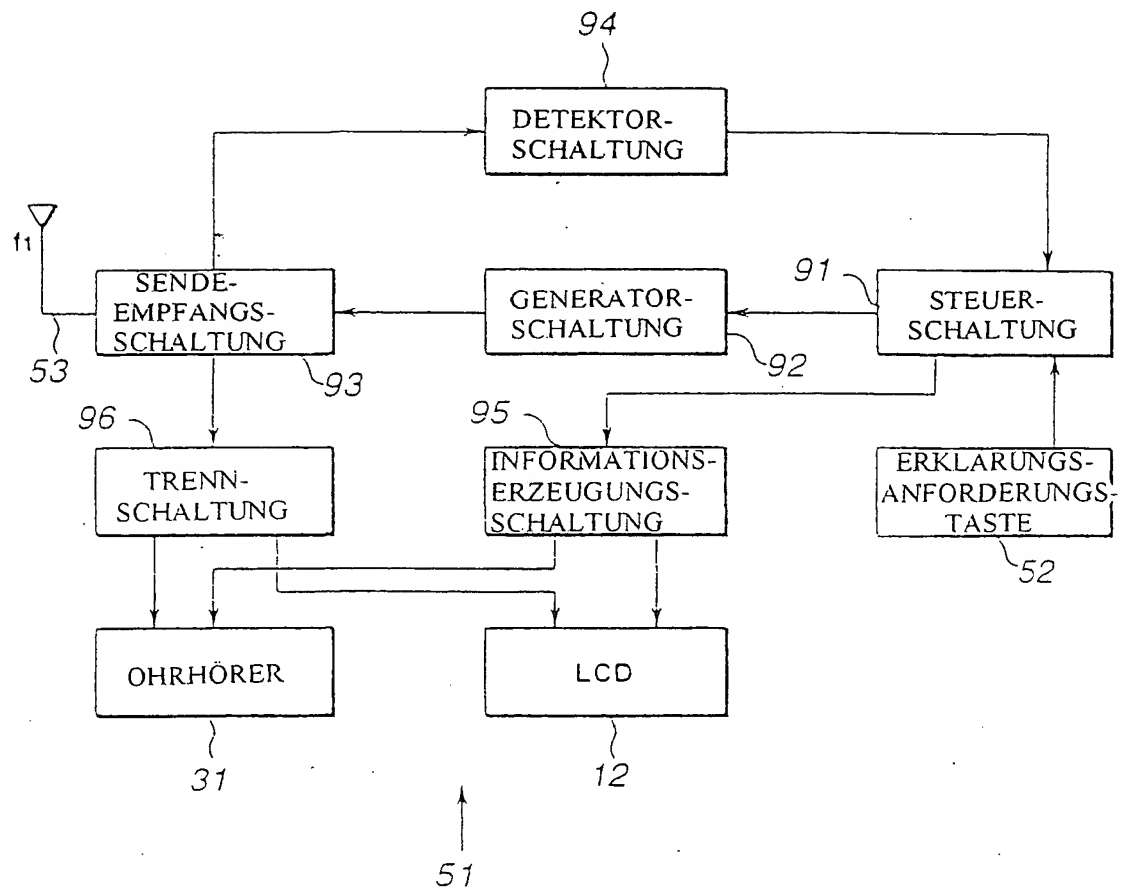 94
DETEKTOR-
SCHALTUNG
f1
SENDE-
EMPFANGS-
SCHALTUNG
53
93
GENERATOR-
SCHALTUNG
92
91
STEUER-
SCHALTUNG
96
TRENN-
SCHALTUNG
95
INFORMATIONS-
ERZEUGUNGS-
SCHALTUNG
ERKLARUNGS-
ANFORDERUNGS-
TASTE
52
OHRHÖRER
31
LCD
12
51